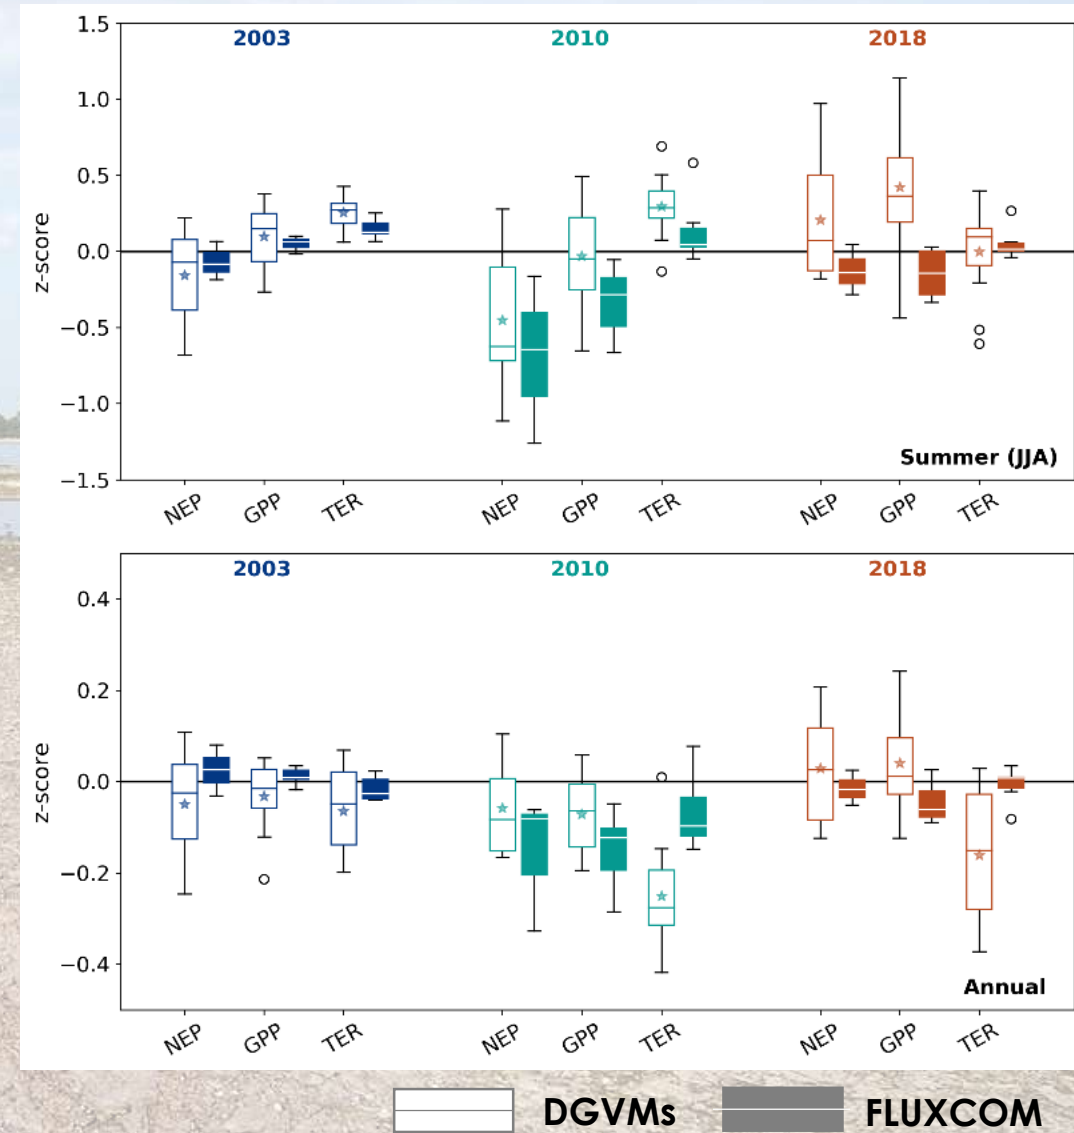 2003 2010 2018
1.5
1.0
0.5
0.0
−0.5
−1.0
−1.5
z-score
Summer (JJA)
NEP GPP TER NEP GPP TER NEP GPP TER
2003 2010 2018
0.4
0.2
0.0
−0.2
−0.4
z-score
Annual
NEP GPP TER NEP GPP TER NEP GPP TER
DGVMs FLUXCOM